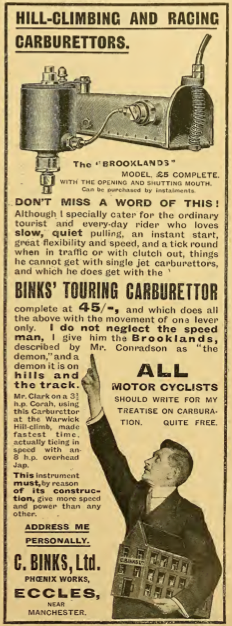 HILL-CLIMBING AND RACING
CARBURETTORS.
The "BROOKLANDS"
MODEL, £5 COMPLETE.
WITH THE OPENING AND SHUTTING MOUTH.
Can be purchased by instalments.
DON'T MISS A WORD OF THIS!
Although I specially cater for the ordinary
tourist and every-day rider who loves
slow, quiet pulling, an instant start,
great flexibility and speed, and a tick round
when in traffic or with clutch out, things
he cannot get with single jet carburettors,
and which he does get with the '
BINKS' TOURING CARBURETTOR
complete at 45/-, and which does all
the above with the movement of one lever
only. I do not neglect the speed
man, I give him the Brooklands,
described by Mr. Conradson as "the
demon," and a
demon it is on
hills and
the track.
Mr. Clark on a 3½
h.p. Corah, using
this Carburettor
at the Warwick
Hill-climb, made
fastest time,
actually tieing in
speed with an
8 h.p. overhead
Jap.
This instrument
must, by reason
of its construc-
tion, give more speed
and power than any
other.
ADDRESS ME
PERSONALLY.
C. BINKS, Ltd.
PHŒNIX WORKS,
ECCLES,
NEAR
MANCHESTER.
ALL
MOTOR CYCLISTS
SHOULD WRITE FOR MY
TREATISE ON CARBURA-
TION. QUITE FREE.